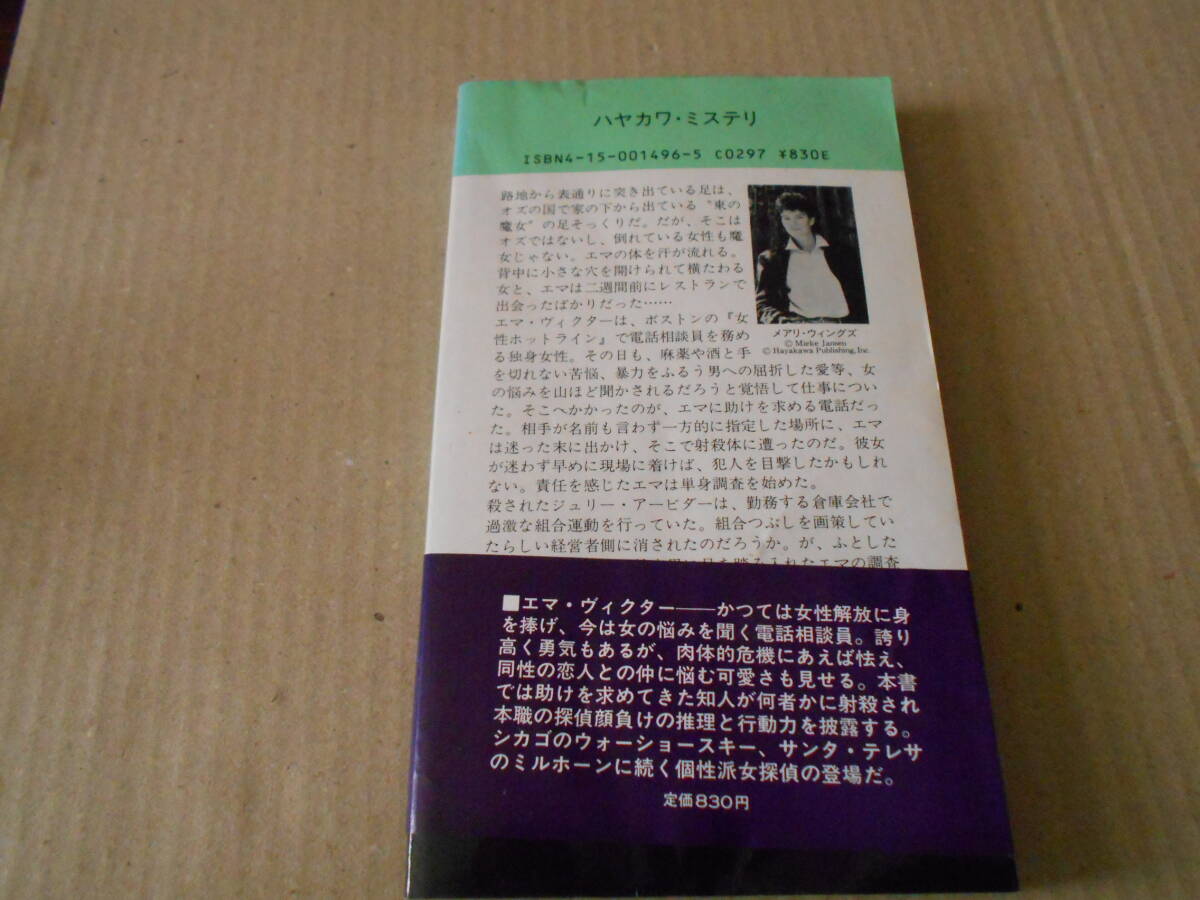 ハヤカワ・ミステリ
ISBN4-15-001496-5 C0297 ¥830E
路地から表通りに突き出ている足は、
オズの国で家の下から出ている〝東の
魔女〟の足そっくりだ。だが、そこは
オズではないし、倒れている女性も魔
女じゃない。エマの体を汗が流れる。
背中に小さな穴を開けられて横たわる
女と、エマは二週間前にレストランで
出会ったばかりだった……
エマ・ヴィクターは、ボストンの『女
性ホットライン』で電話相談員を務め
る独身女性。その日も、麻薬や酒と手
を切れない苦悩、暴力をふるう男への屈折した愛等、女
の悩みを山ほど聞かされるだろうと覚悟して仕事につい
た。そこへかかったのが、エマに助けを求める電話だっ
た。相手が名前も言わず一方的に指定した場所に、エマ
は迷った末に出かけ、そこで射殺体に遭ったのだ。彼女
が迷わず早めに現場に着けば、犯人を目撃したかもしれ
ない。責任を感じたエマは単身調査を始めた。
殺されたジュリー・アービダーは、勤務する倉庫会社で
過激な組合運動を行っていた。組合つぶしを画策してい
たらしい経営者側に消されたのだろうか。が、ふとした
踏み入れたエマの調査
メアリ・ウィングズ
© Mieke Jansen
© Hayakawa Publishing, Inc.
■エマ・ヴィクター——かつては女性解放に身
を捧げ、今は女の悩みを聞く電話相談員。誇り
高く勇気もあるが、肉体的危機にあえば怯え、
同性の恋人との仲に悩む可愛さも見せる。本書
では助けを求めてきた知人が何者かに射殺され
本職の探偵顔負けの推理と行動力を披露する。
シカゴのウォーショースキー、サンタ・テレサ
のミルホーンに続く個性派女探偵の登場だ。
定価830円